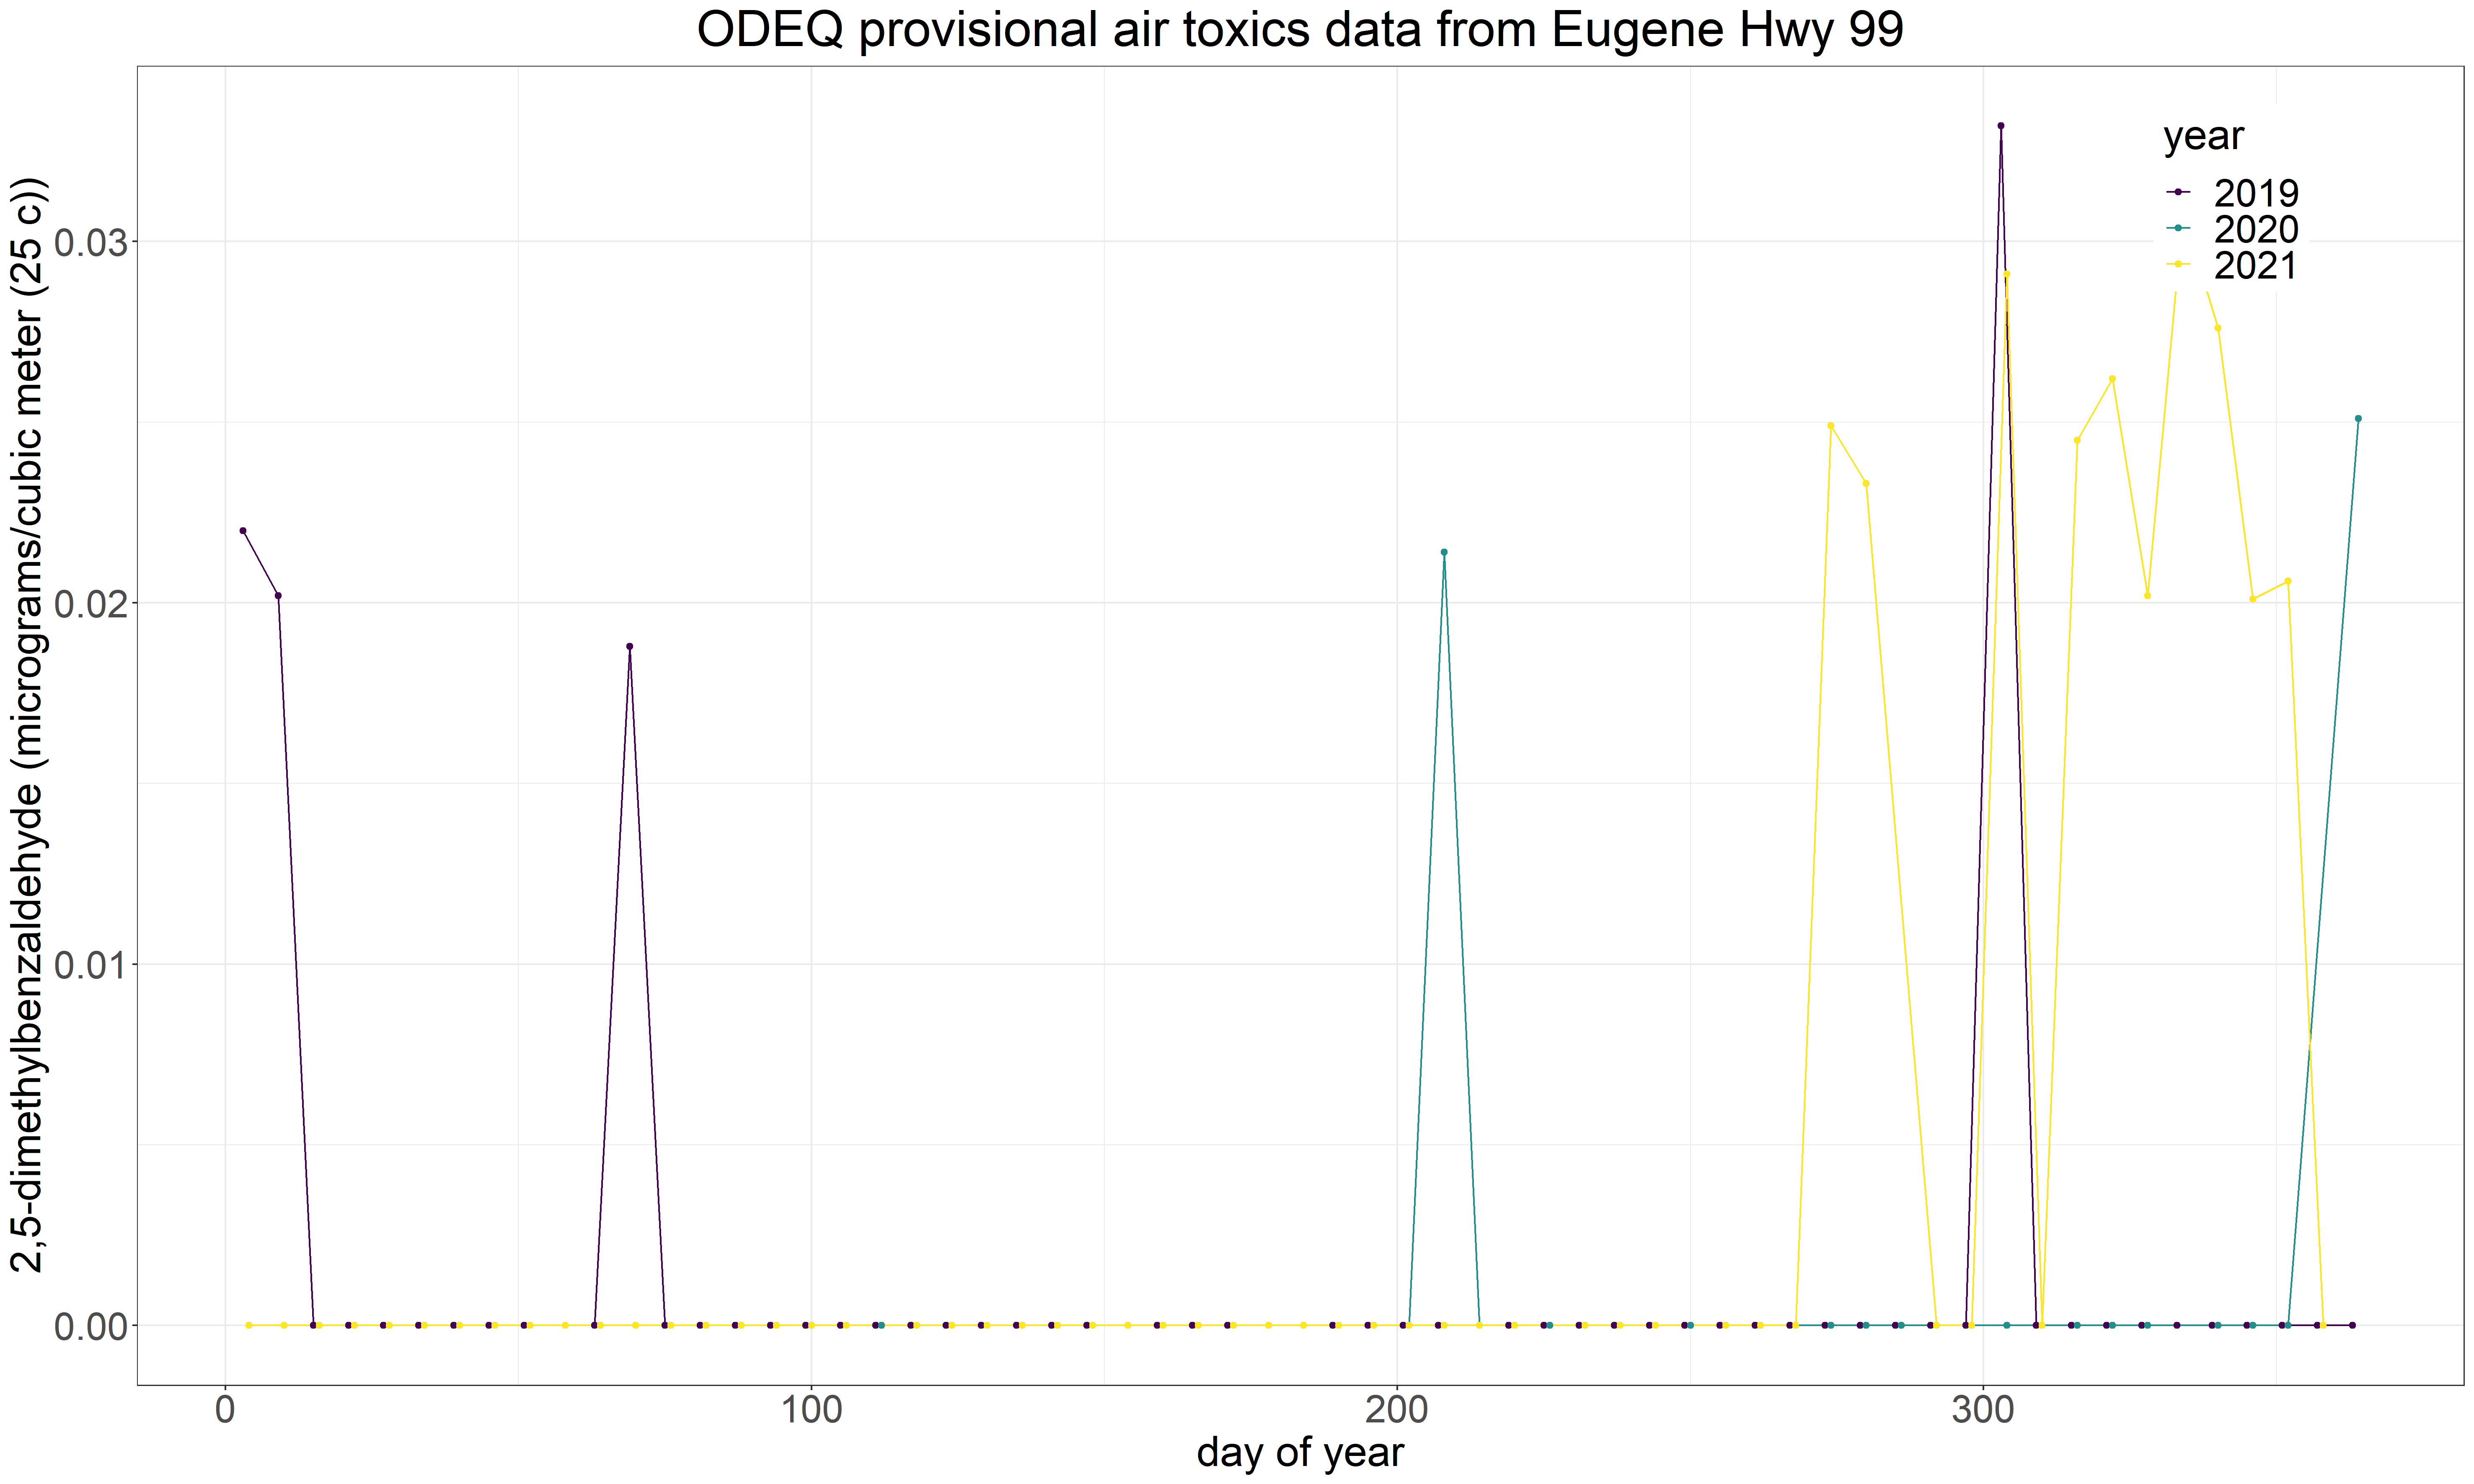 ODEQ provisional air toxics data from Eugene Hwy 99
2,5-dimethylbenzaldehyde (micrograms/cubic meter (25 c))
0.03
0.02
0.01
0.00
year
2019
2020
2021
0 100 200 300
day of year